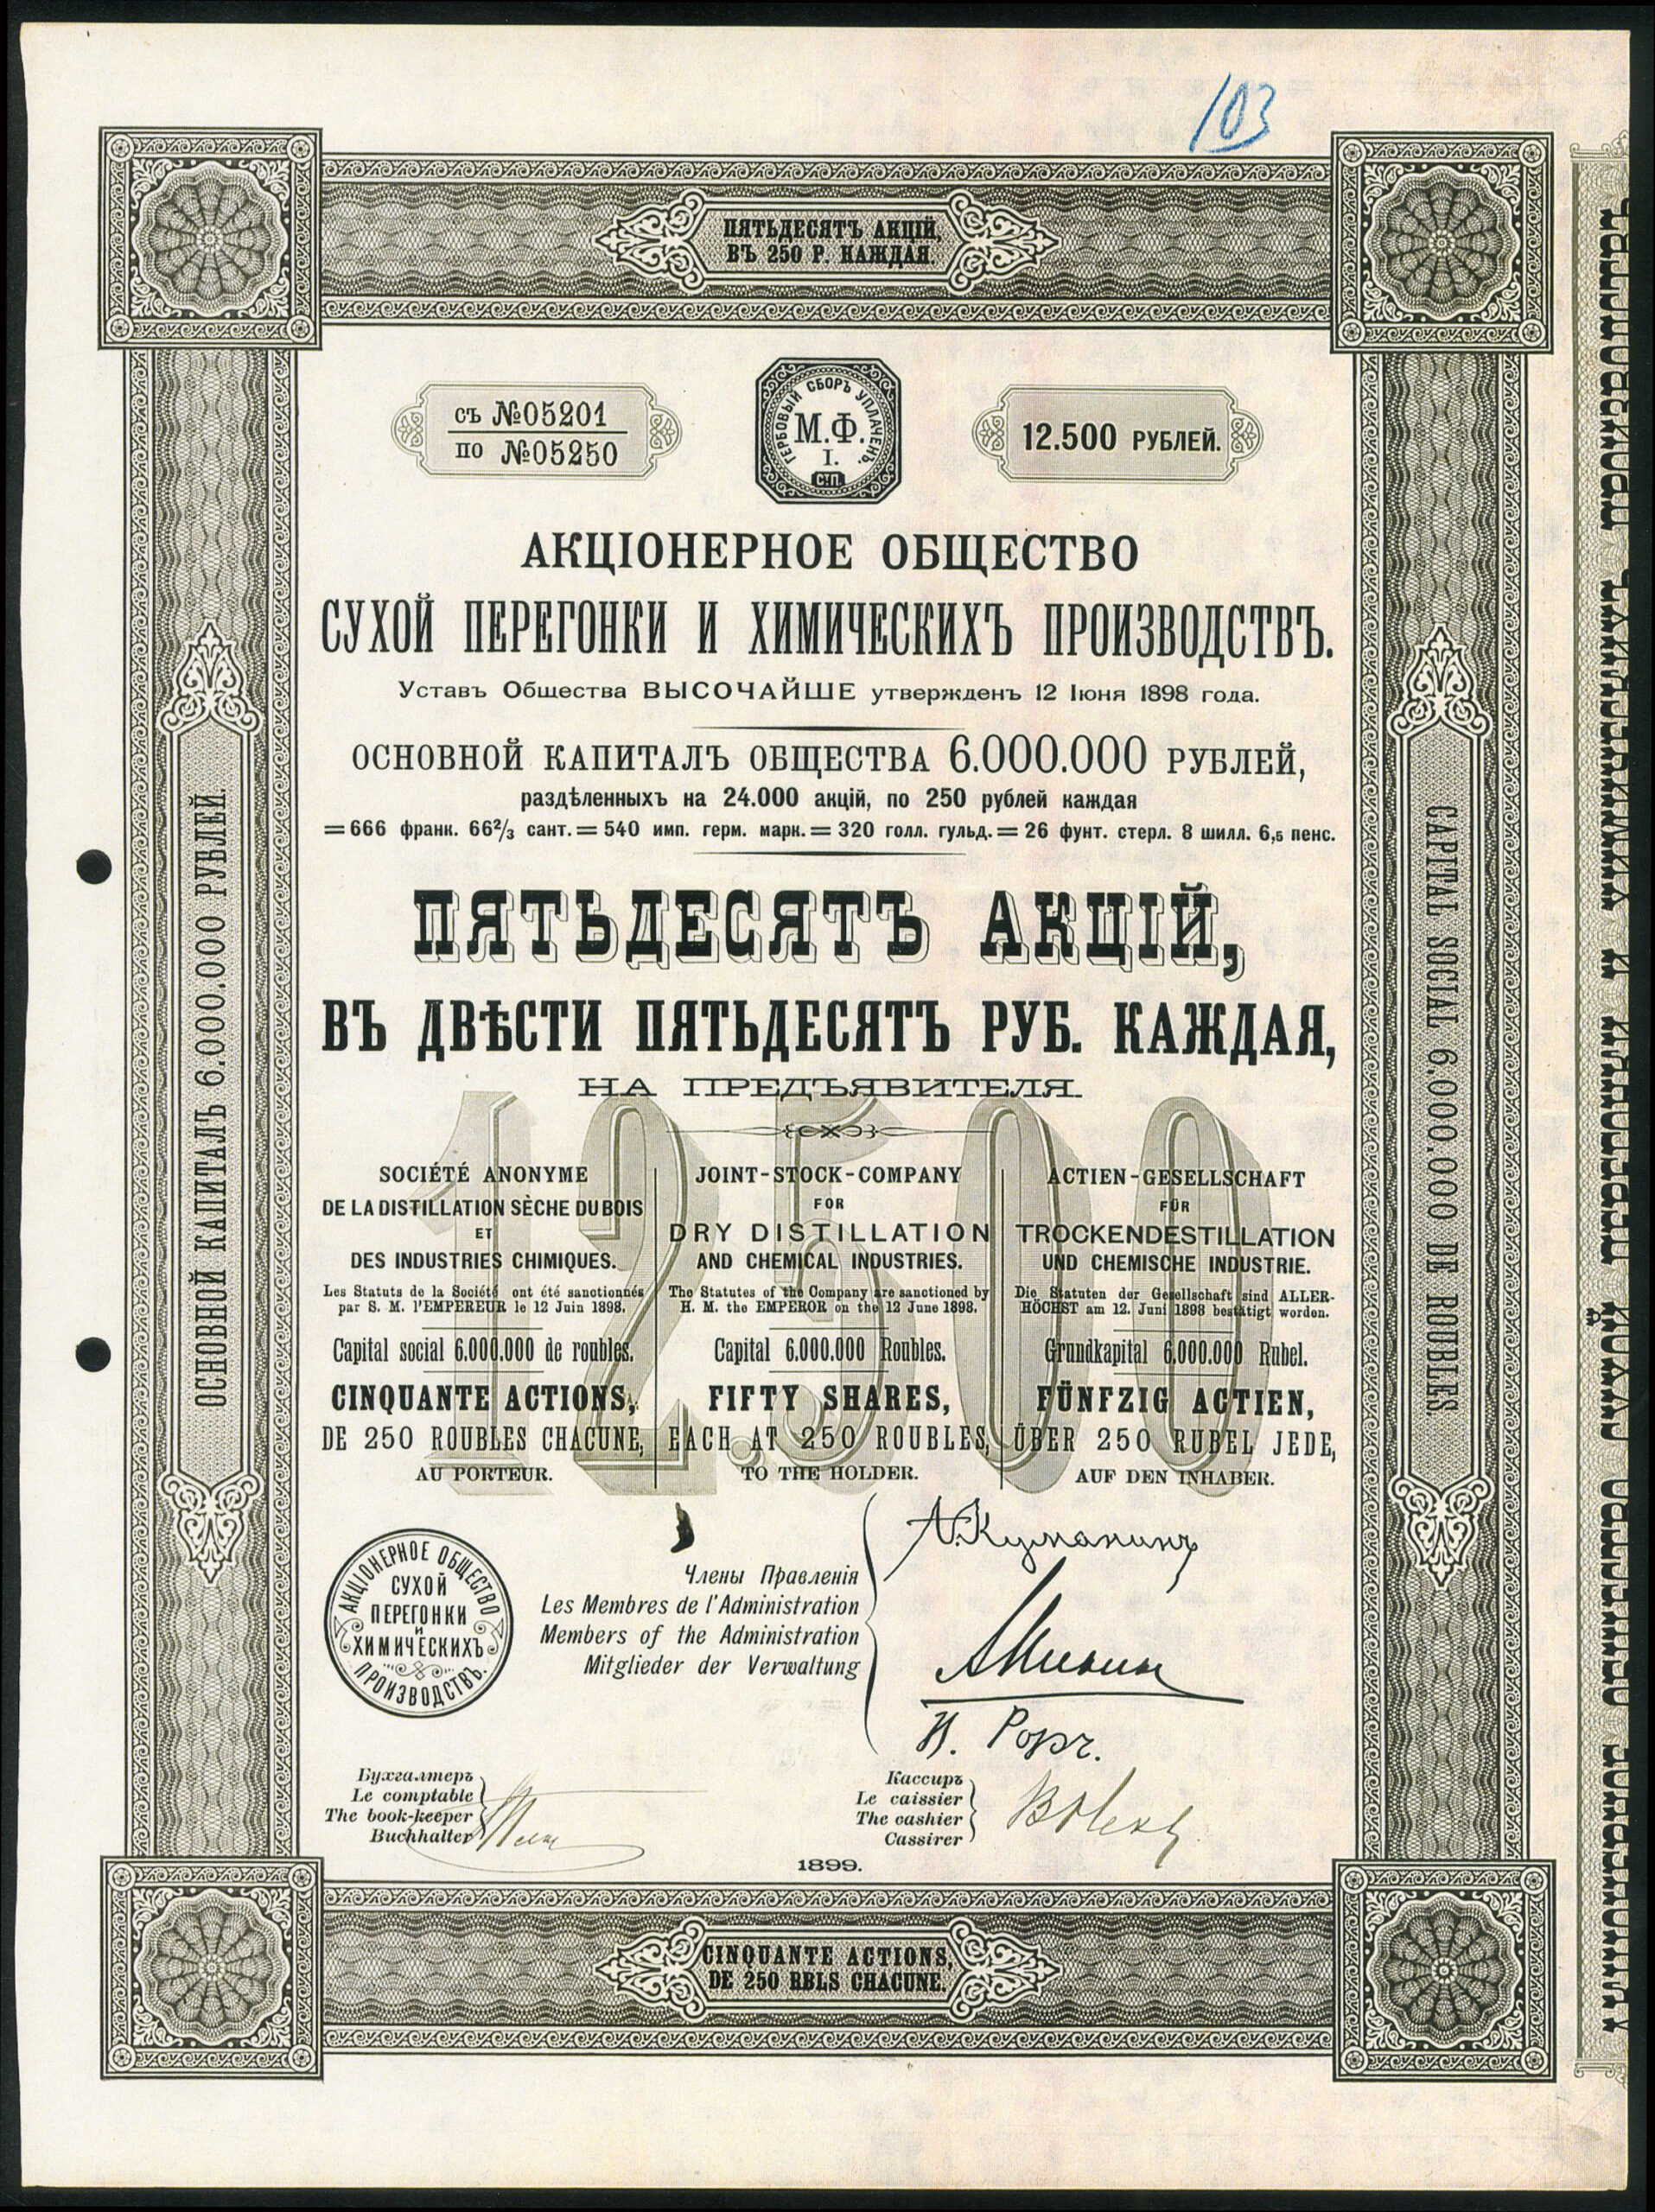 103
ПЯТЬДЕСЯТЪ АКЦІЙ,
ВЪ 250 Р. КАЖДАЯ.
съ №05201
по №05250
ГЕРБОВЫЙ СБОРЪ УПЛАЧЕНЪ.
М.Ф.
I.
12.500 РУБЛЕЙ.
АКЦІОНЕРНОЕ ОБЩЕСТВО
СУХОЙ ПЕРЕГОНКИ И ХИМИЧЕСКИХЪ ПРОИЗВОДСТВЪ.
Уставъ Общества ВЫСОЧАЙШЕ утвержденъ 12 Іюня 1898 года.
ОСНОВНОЙ КАПИТАЛЪ ОБЩЕСТВА 6.000.000 РУБЛЕЙ,
раздѣленныхъ на 24.000 акцій, по 250 рублей каждая
=666 франк. 66⅔ сант.=540 имп. герм. марк.=320 голл. гульд.=26 фунт. стерл. 8 шилл. 6,5 пенс.
ПЯТЬДЕСЯТЪ АКЦІЙ,
ВЪ ДВѢСТИ ПЯТЬДЕСЯТЪ РУБ. КАЖДАЯ,
НА ПРЕДЪЯВИТЕЛЯ.
12.500
SOCIÉTÉ ANONYME
DE LA DISTILLATION SÈCHE DU BOIS
ET
DES INDUSTRIES CHIMIQUES.
Les Statuts de la Société ont été sanctionnés
par S. M. l'EMPEREUR le 12 Juin 1898.
Capital social 6.000.000 de roubles.
CINQUANTE ACTIONS,
DE 250 ROUBLES CHACUNE,
AU PORTEUR.
JOINT-STOCK-COMPANY
FOR
DRY DISTILLATION
AND CHEMICAL INDUSTRIES.
The Statutes of the Company are sanctioned by
H. M. the EMPEROR on the 12 June 1898.
Capital 6.000.000 Roubles.
FIFTY SHARES,
EACH AT 250 ROUBLES,
TO THE HOLDER.
ACTIEN-GESELLSCHAFT
FÜR
TROCKENDESTILLATION
UND CHEMISCHE INDUSTRIE.
Die Statuten der Gesellschaft sind ALLER-
HÖCHST am 12. Juni 1898 bestätigt worden.
Grundkapital 6.000.000 Rubel.
FÜNFZIG ACTIEN,
ÜBER 250 RUBEL JEDE,
AUF DEN INHABER.
АКЦІОНЕРНОЕ ОБЩЕСТВО
СУХОЙ
ПЕРЕГОНКИ
И
ХИМИЧЕСКИХЪ
ПРОИЗВОДСТВЪ.
Члены Правленія
Les Membres de l'Administration
Members of the Administration
Mitglieder der Verwaltung
А. Куманинъ
Бухгалтеръ
Le comptable
The book-keeper
Buchhalter
Кассиръ
Le caissier
The cashier
Cassirer
1899.
CINQUANTE ACTIONS,
DE 250 RBLS CHACUNE.
ОСНОВНОЙ КАПИТАЛЪ 6.000.000 РУБЛЕЙ.
CAPITAL SOCIAL 6.000.000 DE ROUBLES.